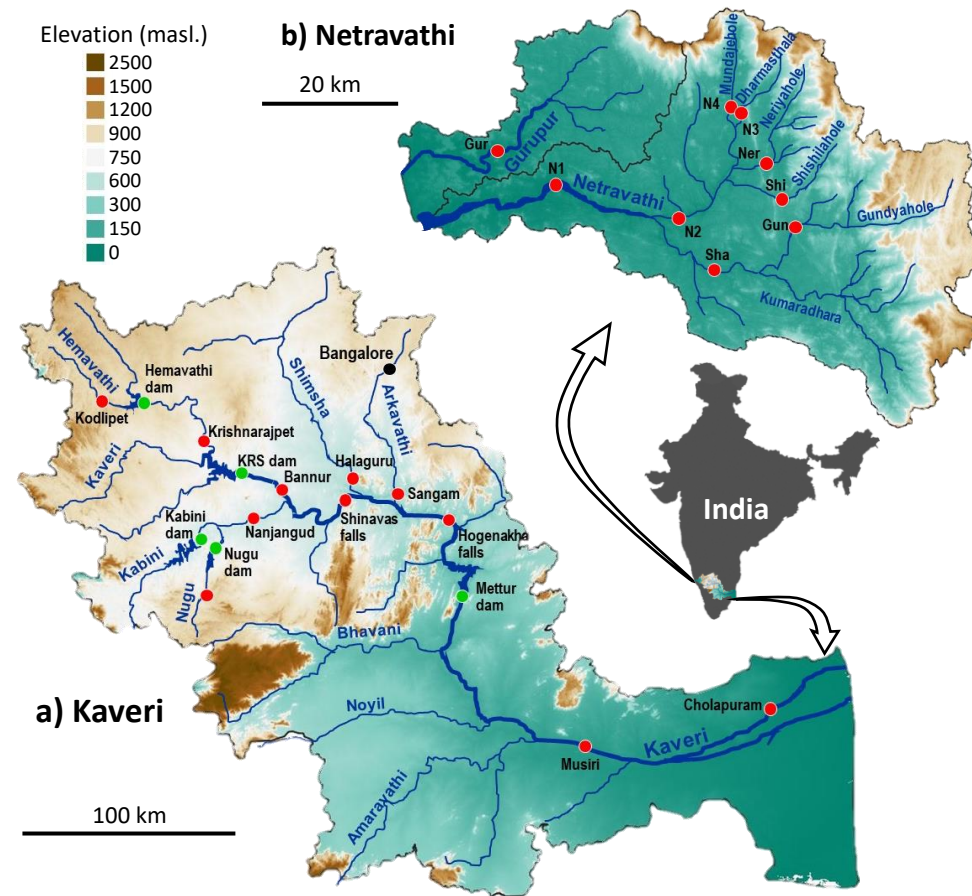 Elevation (masl.)
2500
1500
1200
900
750
600
300
150
0
b) Netravathi
20 km
Mundajehole
Dharmasthala
Neriyahole
Shishilahole
N4
N3
Gur
Gurupur
Ner
N1
Netravathi
Shi
N2
Gun
Gundyahole
Sha
Kumaradhara
Hemavathi
Hemavathi
dam
Kodlipet
Shimsha
Bangalore
Arkavathi
Krishnarajpet
Kaveri
KRS dam
Bannur
Halaguru
Sangam
Kabini
dam
Nanjangud
Shinavas
falls
Hogenakha
falls
Kabini
Nugu
dam
Nugu
Mettur
dam
Bhavani
India
a) Kaveri
Noyil
Cholapuram
Kaveri
Musiri
Amaravathi
100 km